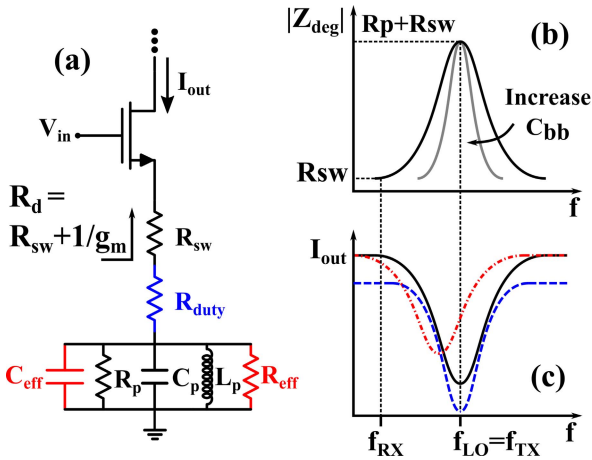 (a)
I_out
V_in
R_d =
R_sw+1/g_m
R_sw
R_duty
C_eff
R_p
C_p
L_p
R_eff
|Z_deg|
Rp+Rsw
(b)
Increase
C_bb
Rsw
f
I_out
(c)
f
f_RX
f_LO=f_TX